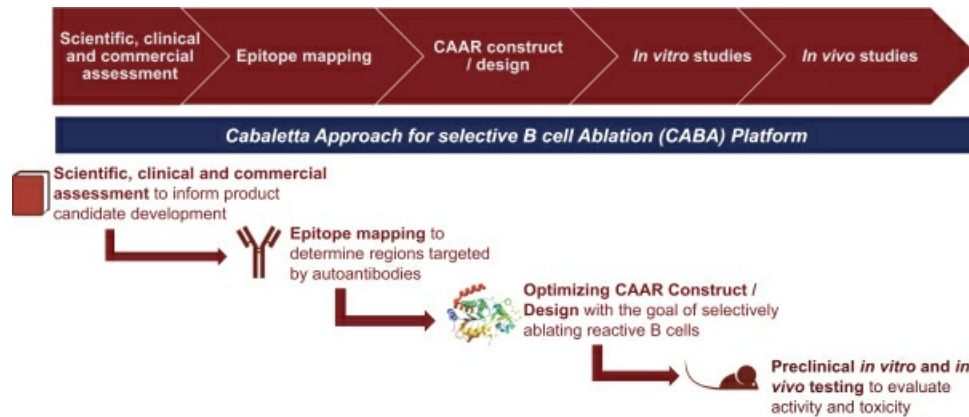 Scientific, clinical
and commercial
assessment
Epitope mapping
CAAR construct
/ design
In vitro studies
In vivo studies
Cabaletta Approach for selective B cell Ablation (CABA) Platform
Scientific, clinical and commercial
assessment to inform product
candidate development
Epitope mapping to
determine regions targeted
by autoantibodies
Optimizing CAAR Construct /
Design with the goal of selectively
ablating reactive B cells
Preclinical in vitro and in
vivo testing to evaluate
activity and toxicity